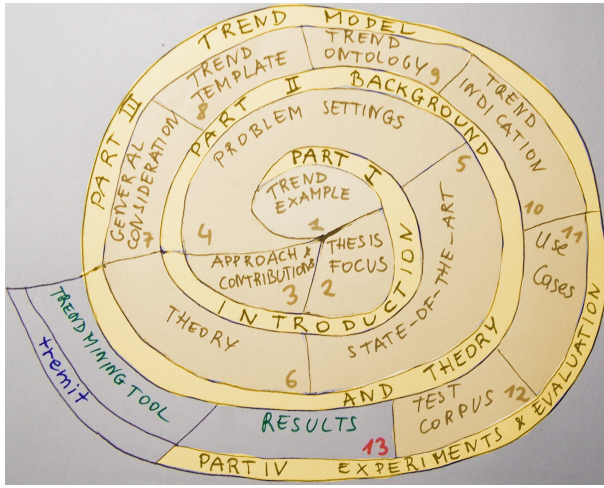 PART I
INTRODUCTION
TREND
EXAMPLE
1
THESIS
FOCUS
2
APPROACH &
CONTRIBUTIONS
3
PART II BACKGROUND
AND THEORY
PROBLEM SETTINGS
4
STATE-OF-THE-ART
5
THEORY
6
PART III
TREND MODEL
GENERAL
CONSIDERATION
7
TREND
TEMPLATE
8
TREND
ONTOLOGY
9
TREND
INDICATION
10
PART IV EXPERIMENTS & EVALUATION
USE
CASES
11
TEST
CORPUS
12
RESULTS
13
TREND MINING TOOL
tremit